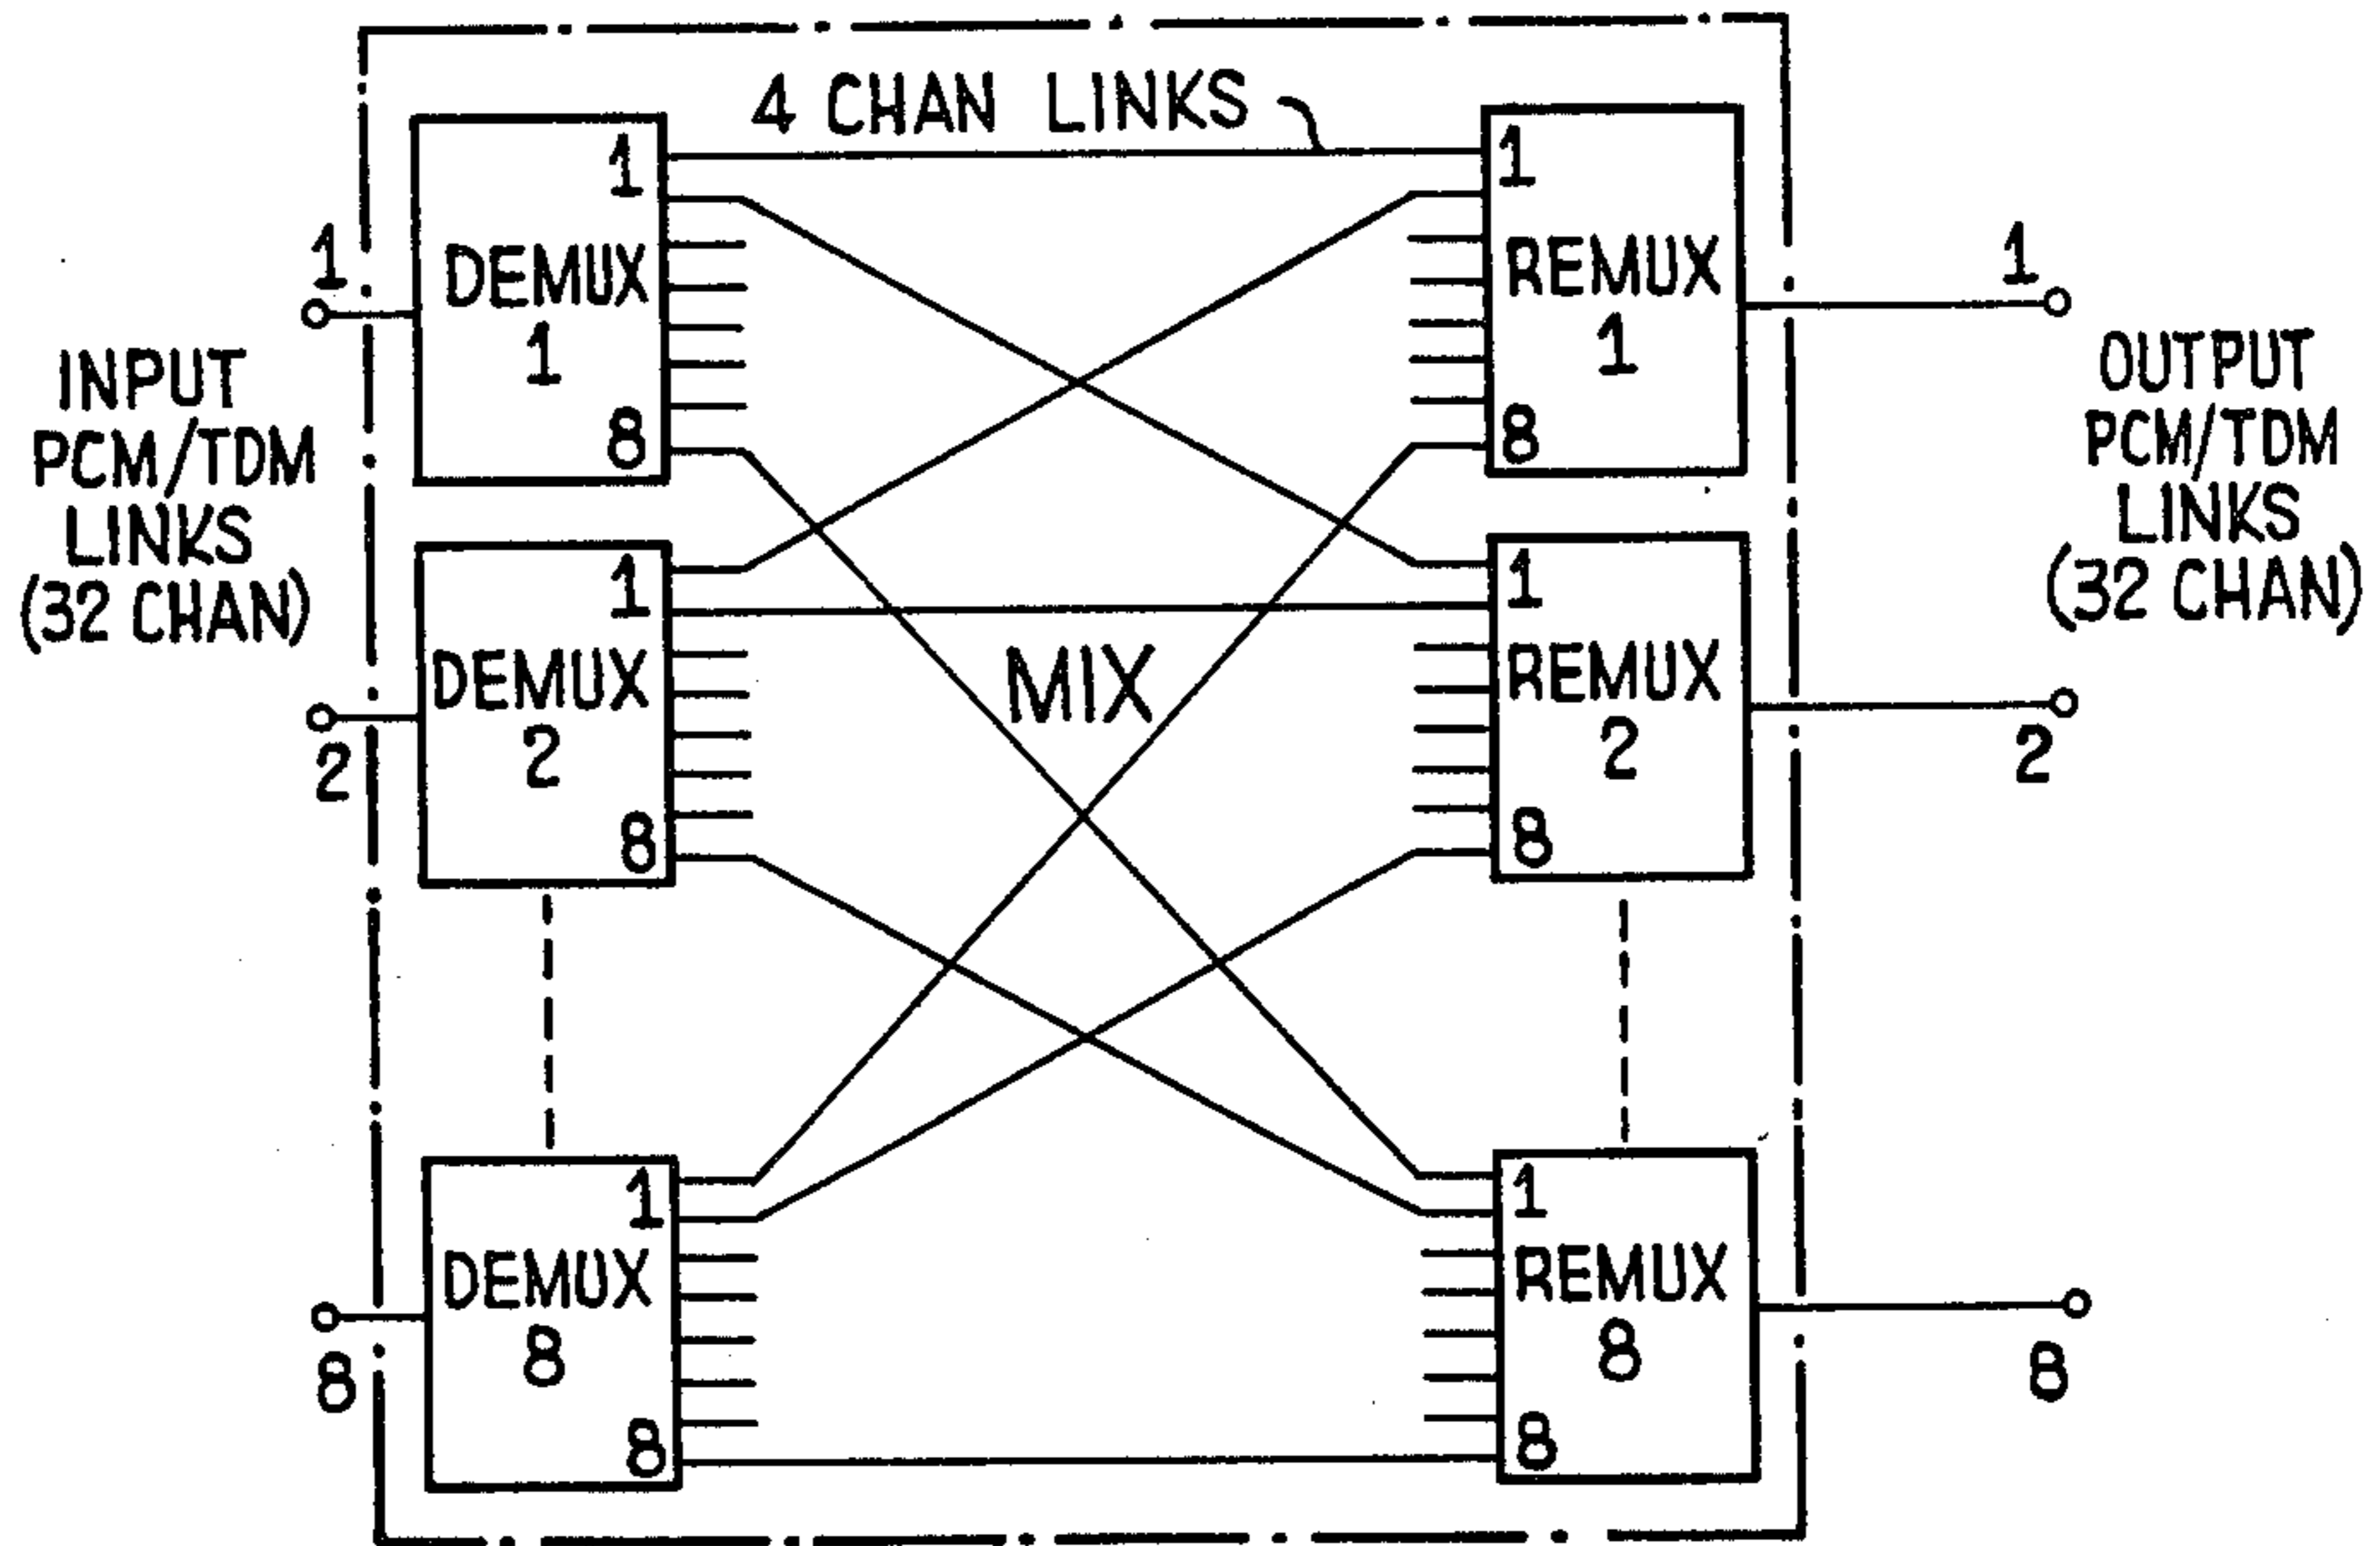 4 CHAN LINKS
1
DEMUX
1
8
1
INPUT
PCM/TDM
LINKS
(32 CHAN)
1
REMUX
1
8
1
OUTPUT
PCM/TDM
LINKS
(32 CHAN)
1
DEMUX
2
8
2
MIX
1
REMUX
2
8
2
1
DEMUX
8
8
8
1
REMUX
8
8
8